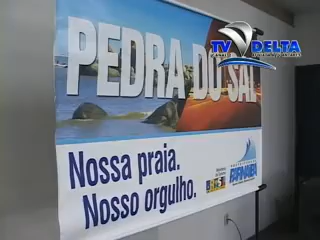 TV DELTA
PEDRA DO SAL
Nossa praia.
Nosso orgulho.
PARNAÍBA